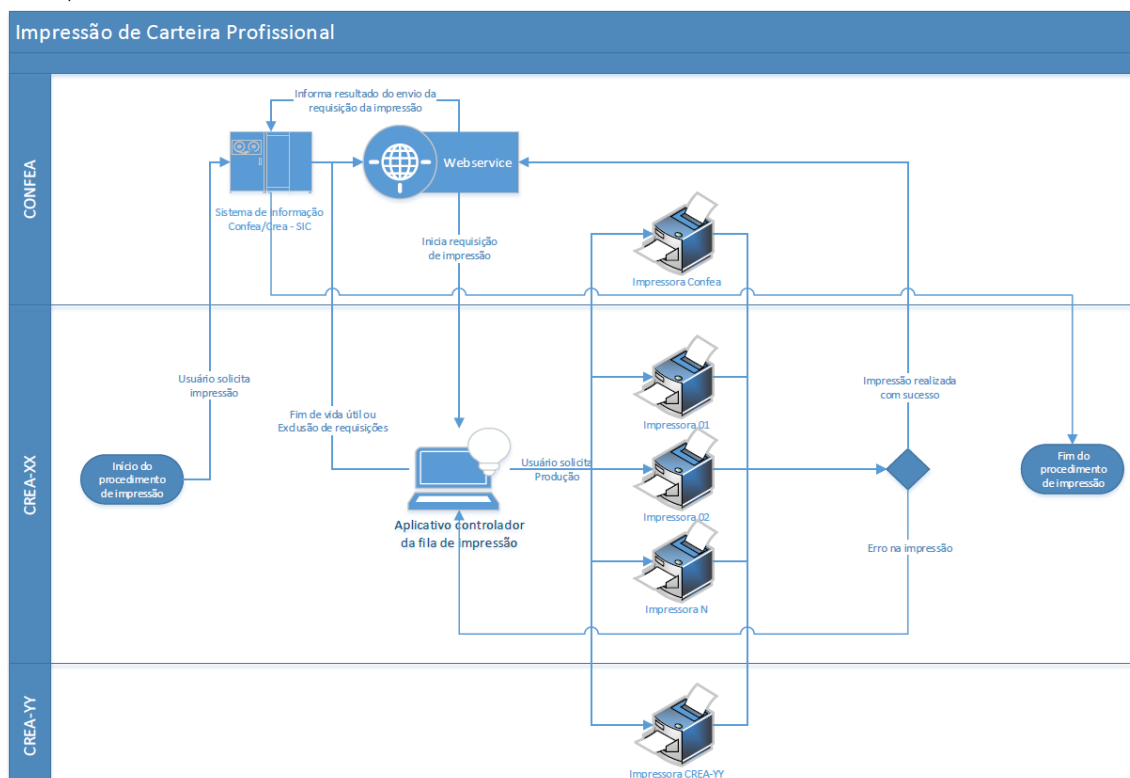 Impressão de Carteira Profissional
CONFEA
Informa resultado do envio da
requisição da impressão
Webservice
Sistema de Informação
Confea/Crea - SIC
Inicia requisição
de impressão
Impressora Confea
CREA-XX
Usuário solicita
impressão
Impressora 01
Impressão realizada
com sucesso
Fim de vida útil ou
Exclusão de requisições
Início do
procedimento
de impressão
Usuário solicita
Produção
Fim do
procedimento
de impressão
Impressora 02
Aplicativo controlador
da fila de impressão
Erro na impressão
Impressora N
CREA-YY
Impressora CREA-YY